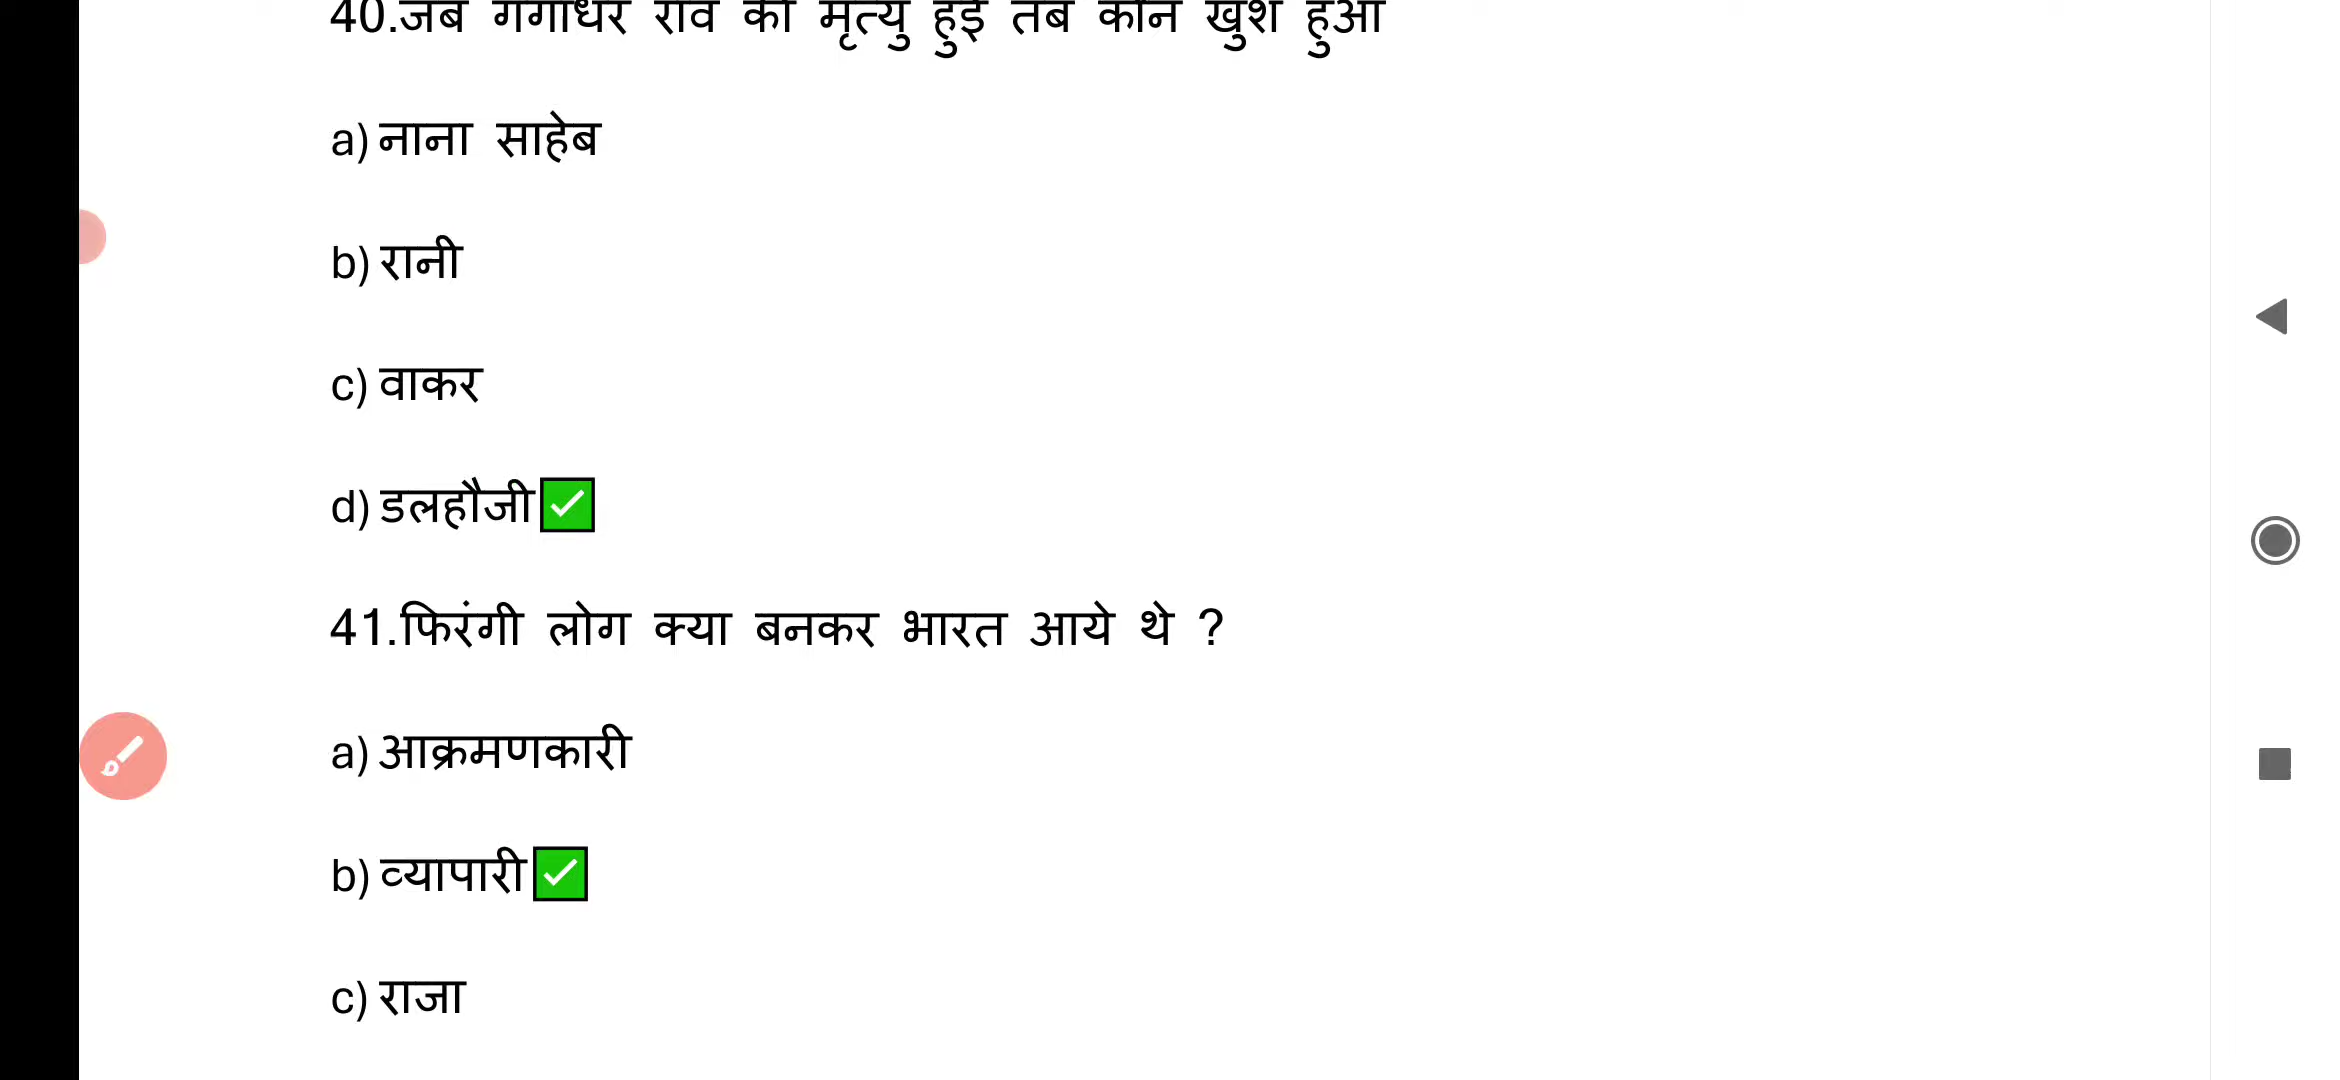 40.जब गंगाधर राव की मृत्यु हुई तब कौन खुश हुआ
a) नाना साहेब
b) रानी
c) वाकर
d) डलहौजी ✅
41.फिरंगी लोग क्या बनकर भारत आये थे ?
a) आक्रमणकारी
b) व्यापारी ✅
c) राजा